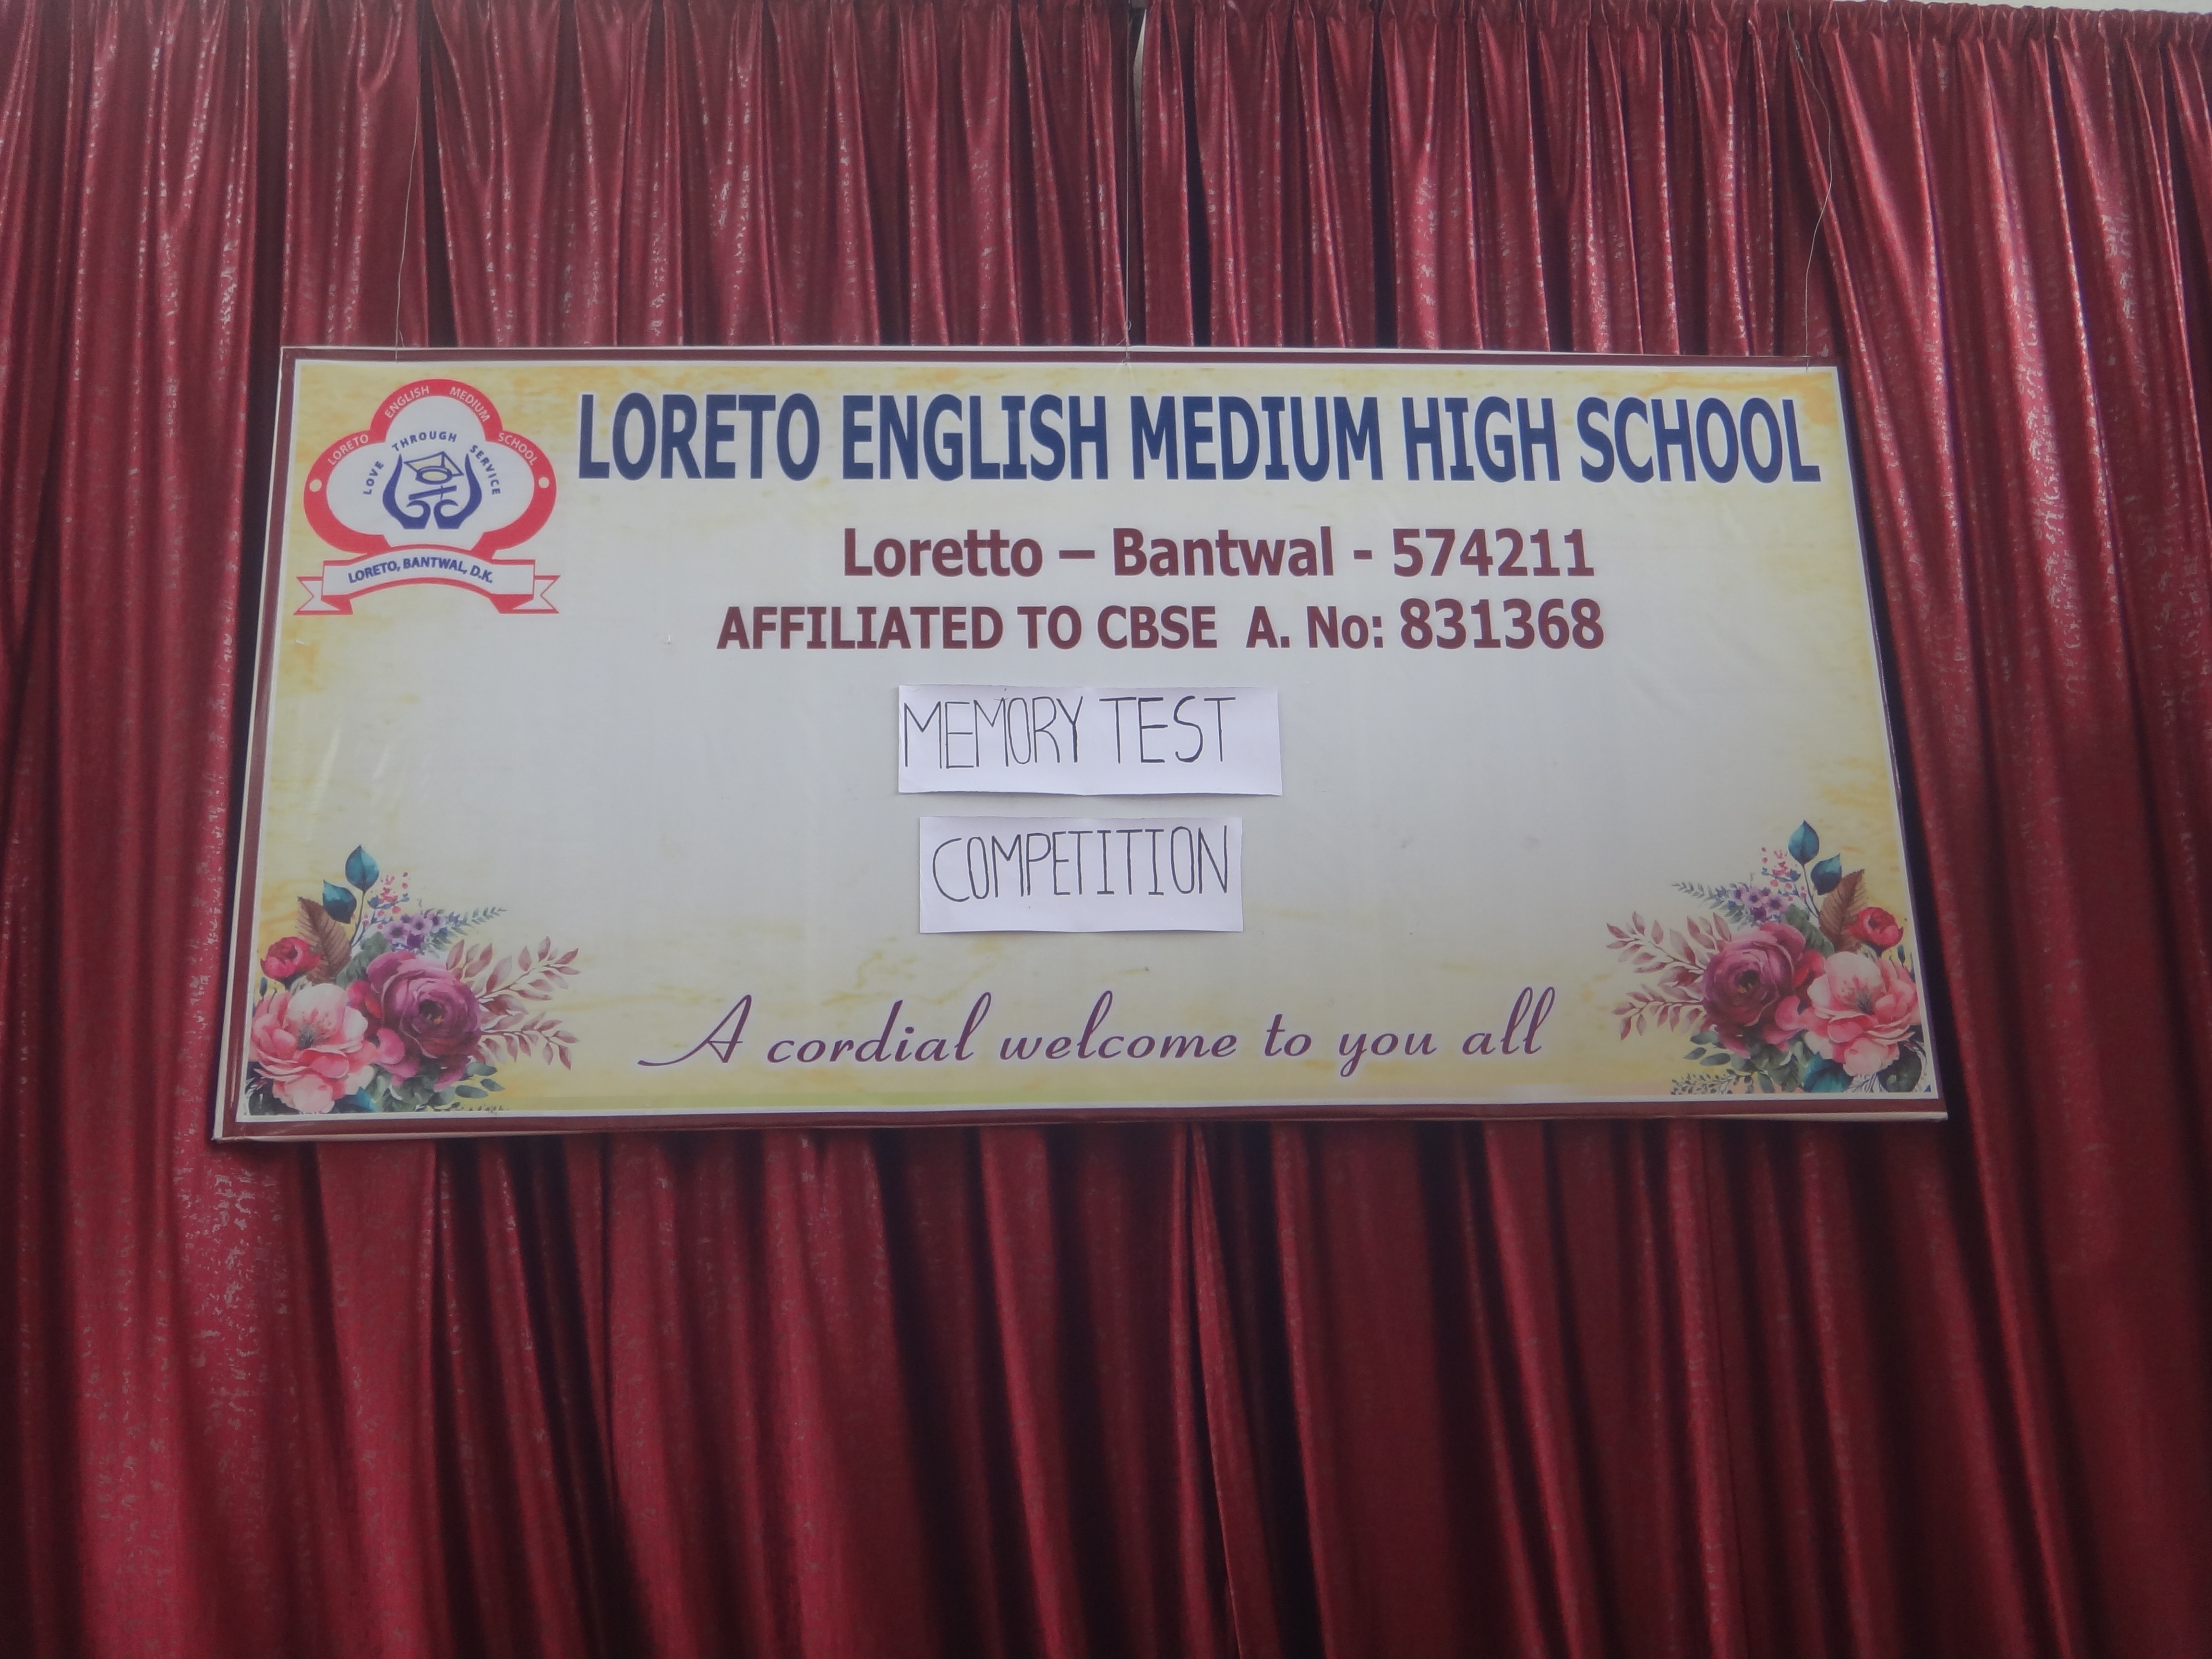 LORETO ENGLISH MEDIUM SCHOOL
LOVE THROUGH SERVICE
LORETO, BANTWAL, D.K.
LORETO ENGLISH MEDIUM HIGH SCHOOL
Loretto – Bantwal - 574211
AFFILIATED TO CBSE A. No: 831368
MEMORY TEST
COMPETITION
A cordial welcome to you all